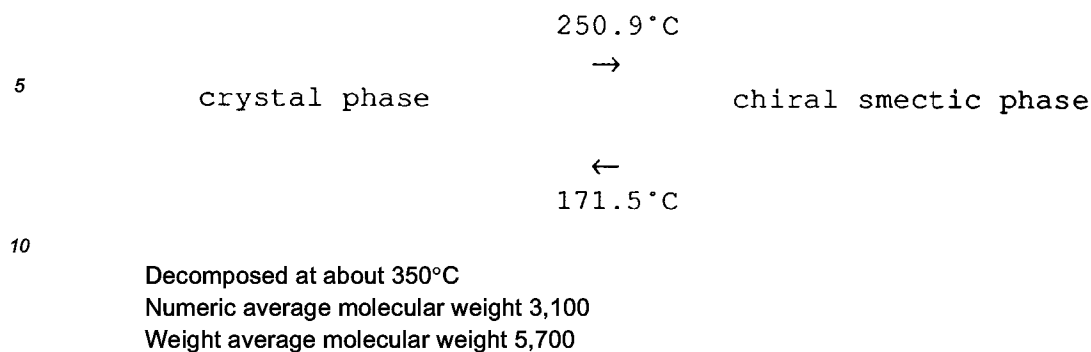 250.9°C
→
5
crystal phase chiral smectic phase
←
171.5°C
10
Decomposed at about 350°C
Numeric average molecular weight 3,100
Weight average molecular weight 5,700